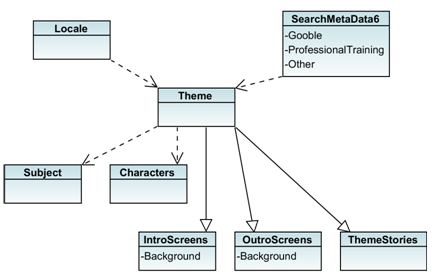 Locale
SearchMetaData6
-Gooble
-ProfessionalTraining
-Other
Theme
Subject
Characters
IntroScreens
-Background
OutroScreens
-Background
ThemeStories